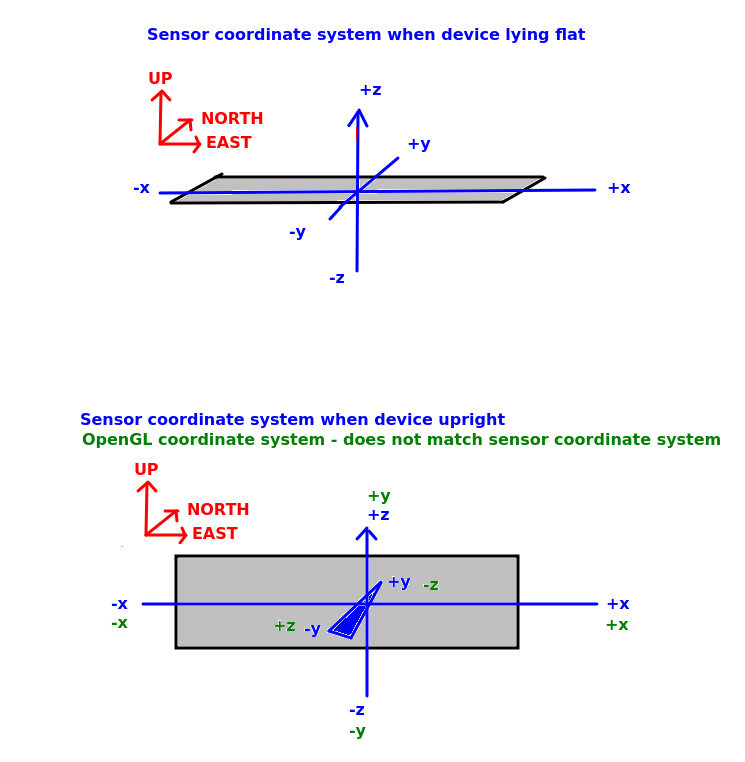 Sensor coordinate system when device lying flat
UP
+z
NORTH
EAST
+y
-x
+x
-y
-z
Sensor coordinate system when device upright
OpenGL coordinate system - does not match sensor coordinate system
UP
+y
+z
NORTH
EAST
+y -z
-x
+x
-x
+x
+z -y
-z
-y